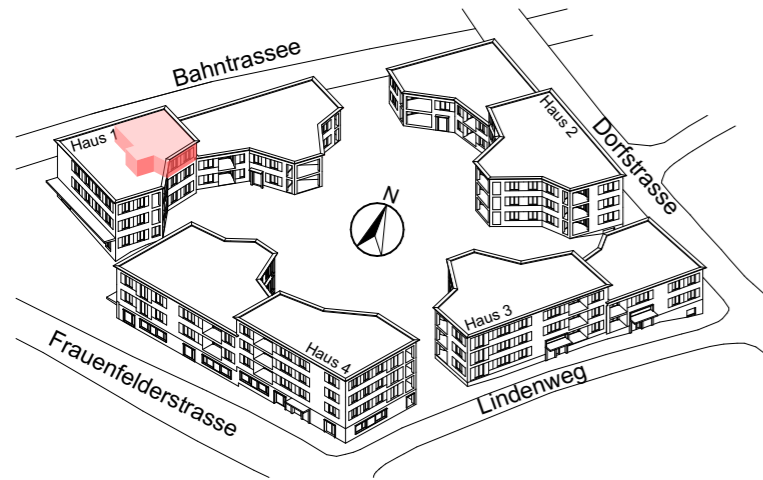 Bahntrassee
Haus 1
Haus 2
Dorfstrasse
N
Haus 3
Haus 4
Frauenfelderstrasse
Lindenweg